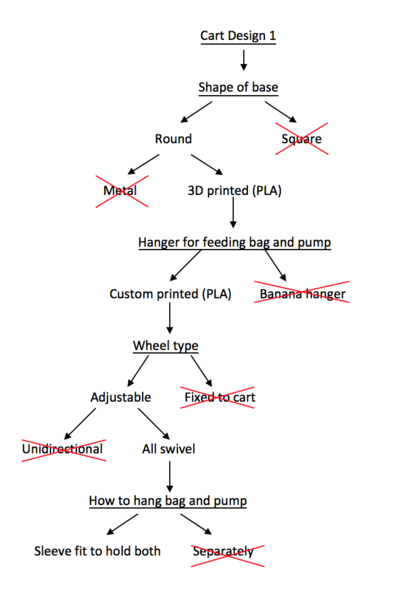 Cart Design 1
Shape of base
Round
Square
Metal
3D printed (PLA)
Hanger for feeding bag and pump
Custom printed (PLA)
Banana hanger
Wheel type
Adjustable
Fixed to cart
Unidirectional
All swivel
How to hang bag and pump
Sleeve fit to hold both
Separately